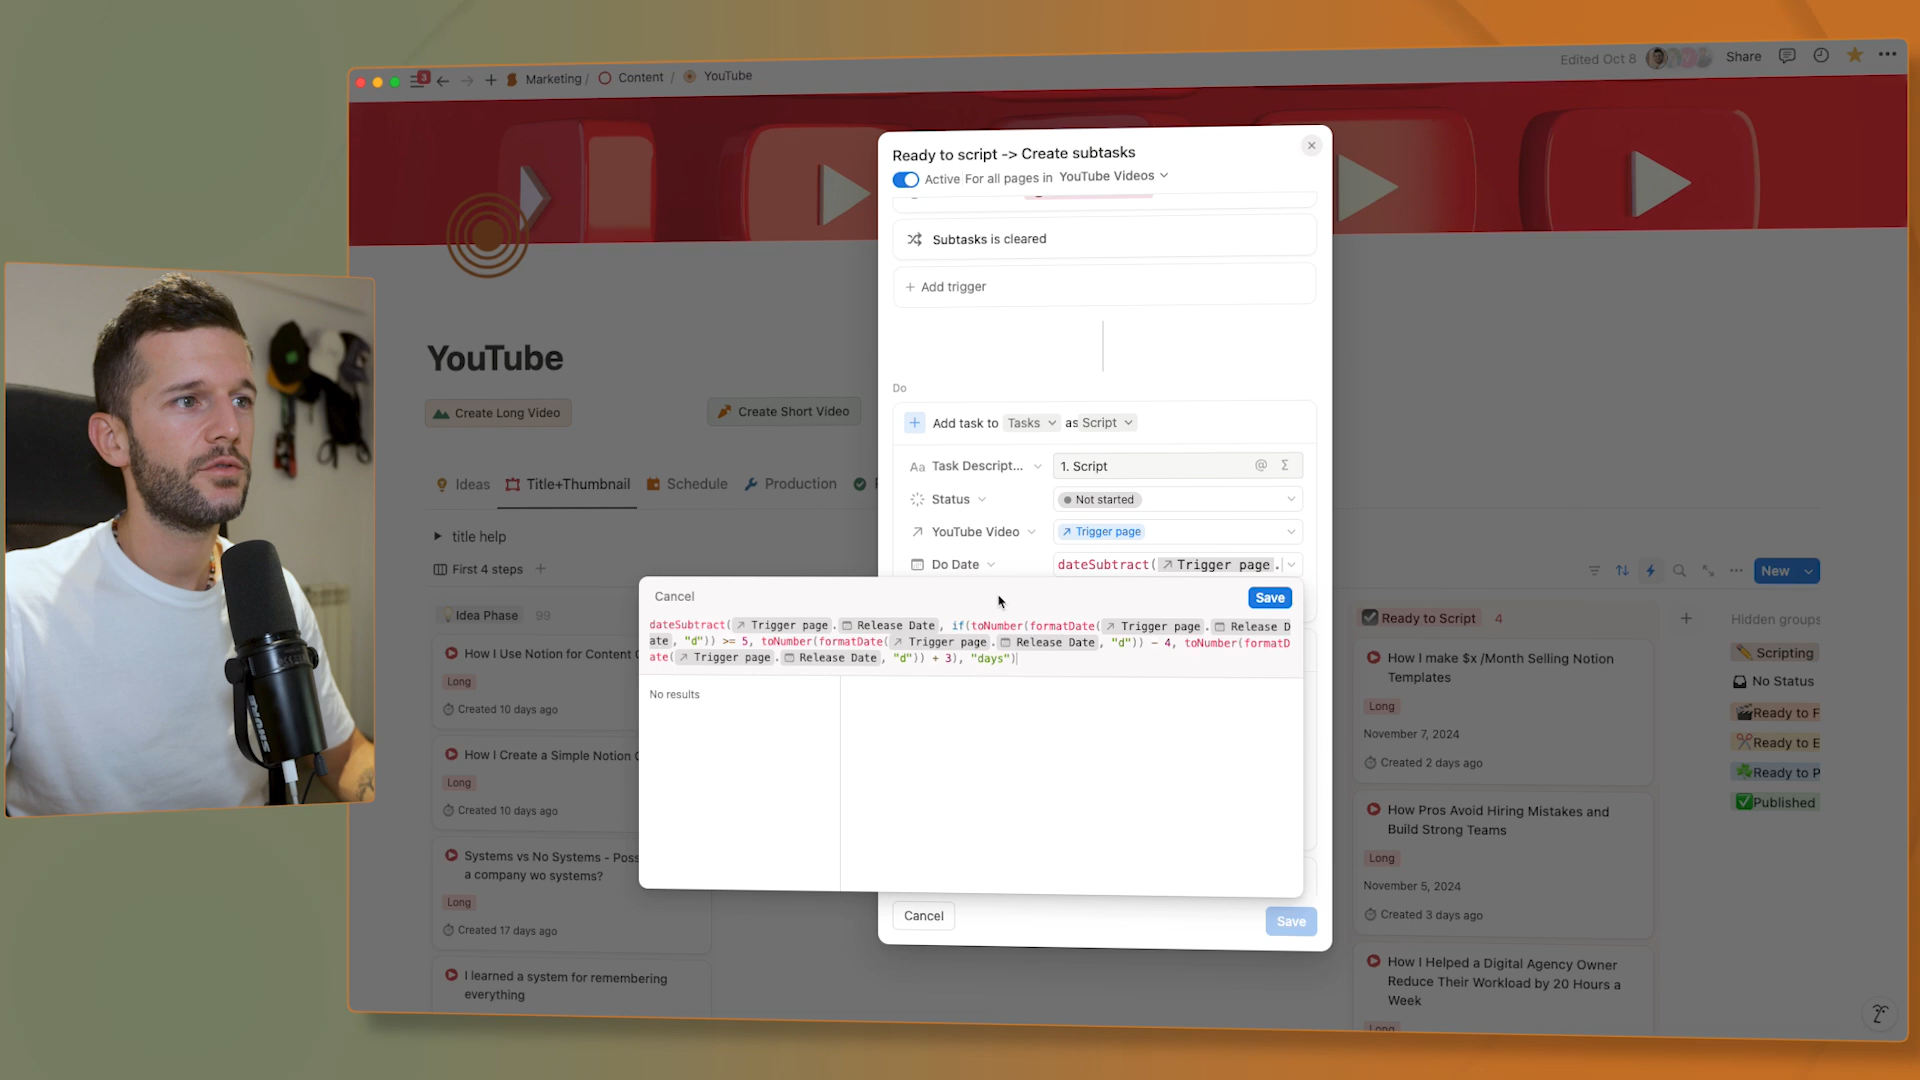 3
Marketing / Content / YouTube
Edited Oct 8
Share
Ready to script -> Create subtasks
Active For all pages in YouTube Videos
Subtasks is cleared
Add trigger
Do
Add task to Tasks as Script
Aa Task Descript... 1. Script
Status Not started
YouTube Video Trigger page
Do Date dateSubtract( Trigger page.
Cancel
Save
dateSubtract( Trigger page. Release Date, if(toNumber(formatDate( Trigger page. Release D
ate, "d")) >= 5, toNumber(formatDate( Trigger page. Release Date, "d")) - 4, toNumber(formatD
ate( Trigger page. Release Date, "d")) + 3), "days")
No results
Cancel
Save
YouTube
Create Long Video
Create Short Video
Ideas
Title+Thumbnail
Schedule
Production
title help
First 4 steps
New
Idea Phase 99
How I Use Notion for Content
Long
Created 10 days ago
How I Create a Simple Notion
Long
Created 10 days ago
Systems vs No Systems - Poss
a company wo systems?
Long
Created 17 days ago
I learned a system for remembering
everything
Ready to Script 4
How I make $x /Month Selling Notion
Templates
Long
November 7, 2024
Created 2 days ago
How Pros Avoid Hiring Mistakes and
Build Strong Teams
Long
November 5, 2024
Created 3 days ago
How I Helped a Digital Agency Owner
Reduce Their Workload by 20 Hours a
Week
Long
Hidden groups
Scripting
No Status
Ready to F
Ready to E
Ready to P
Published